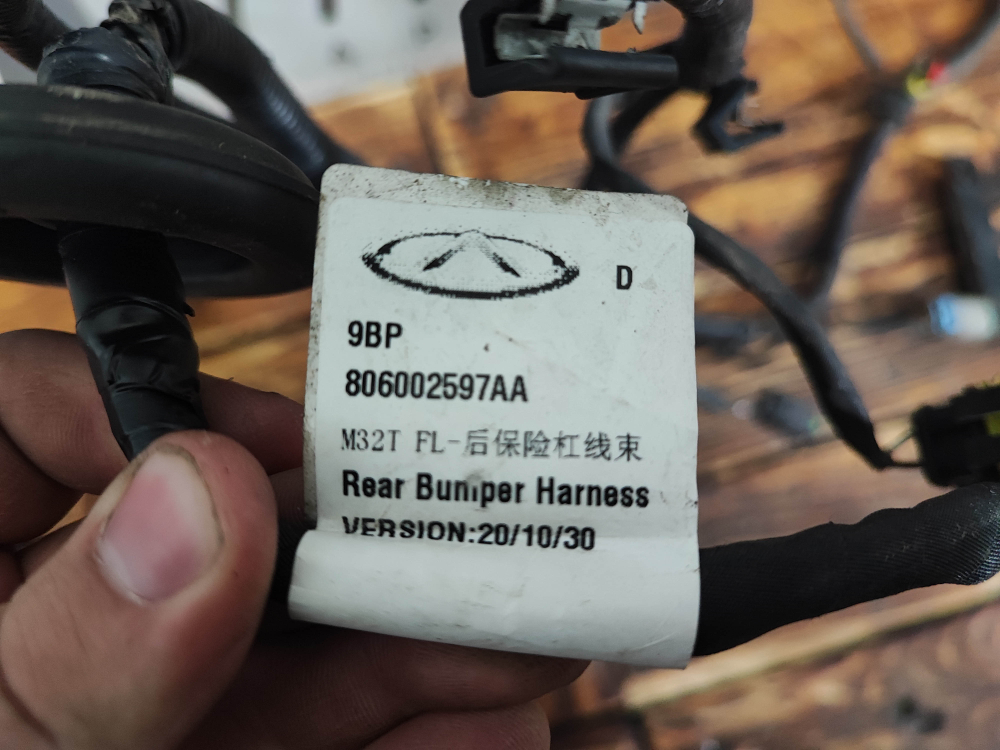 D
9BP
806002597AA
M32T FL-后保险杠线束
Rear Bumper Harness
VERSION:20/10/30